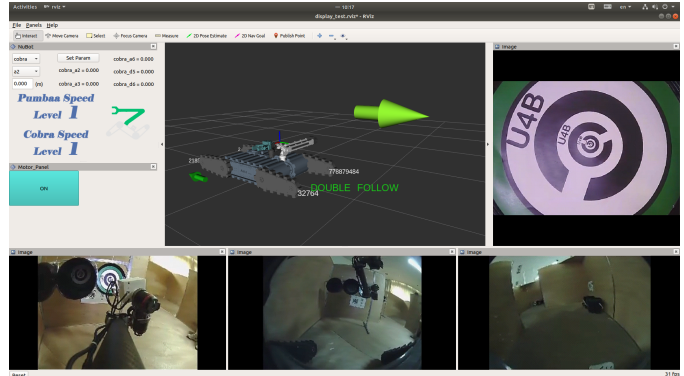 Activities
rviz
10:17
en
display_test.rviz* - RViz
File Panels Help
Interact
Move Camera
Select
Focus Camera
Measure
2D Pose Estimate
2D Nav Goal
Publish Point
NuBot
cobra
Set Param
cobra_a6 = 0.000
a2
cobra_a2 = 0.000
cobra_d5 = 0.000
0.000 (m)
cobra_a3 = 0.000
cobra_d6 = 0.000
Pumbaa Speed
Level 1
Cobra Speed
Level 1
Motor_Panel
ON
778879484
32764
DOUBLE FOLLOW
Image
U4B
U4B
Image
Image
Image
Reset
31 fps